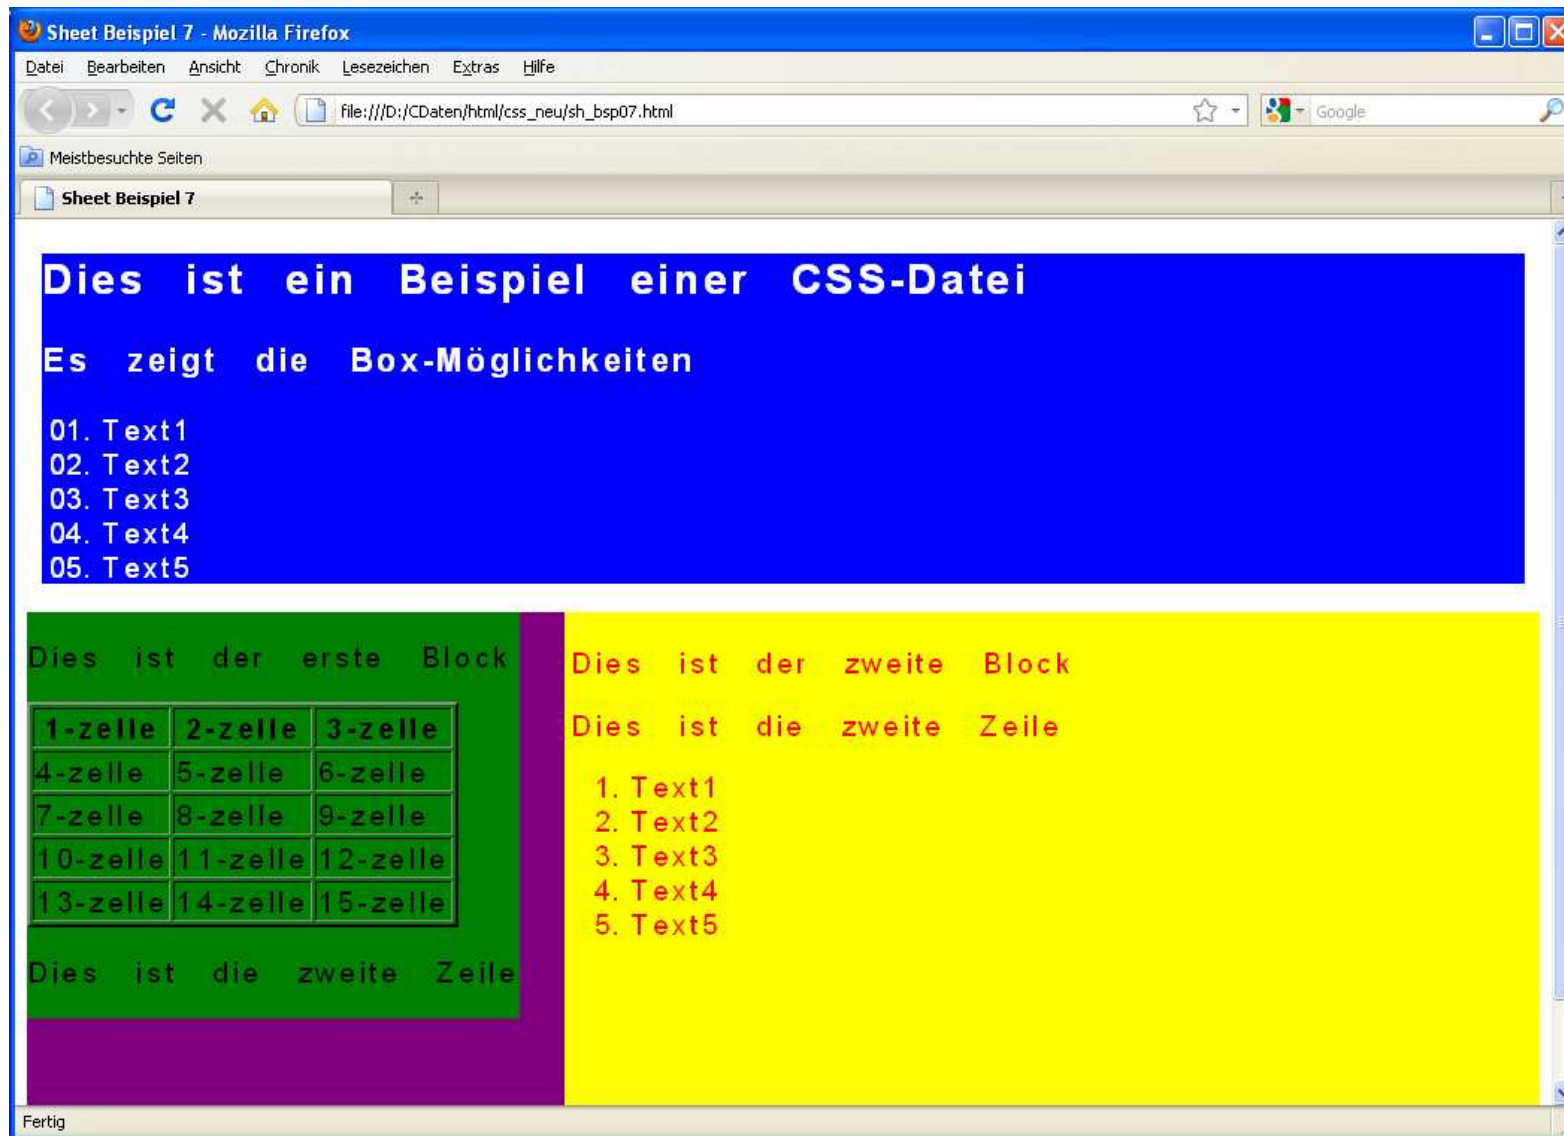 Sheet Beispiel 7 - Mozilla Firefox
Datei Bearbeiten Ansicht Chronik Lesezeichen Extras Hilfe
file:///D:/CDaten/html/css_neu/sh_bsp07.html
Google
Meistbesuchte Seiten
Sheet Beispiel 7
Dies ist ein Beispiel einer CSS-Datei
Es zeigt die Box-Möglichkeiten
01. Text1
02. Text2
03. Text3
04. Text4
05. Text5
Dies ist der erste Block
1-zelle 2-zelle 3-zelle
4-zelle 5-zelle 6-zelle
7-zelle 8-zelle 9-zelle
10-zelle 11-zelle 12-zelle
13-zelle 14-zelle 15-zelle
Dies ist die zweite Zeile
Dies ist der zweite Block
Dies ist die zweite Zeile
1. Text1
2. Text2
3. Text3
4. Text4
5. Text5
Fertig